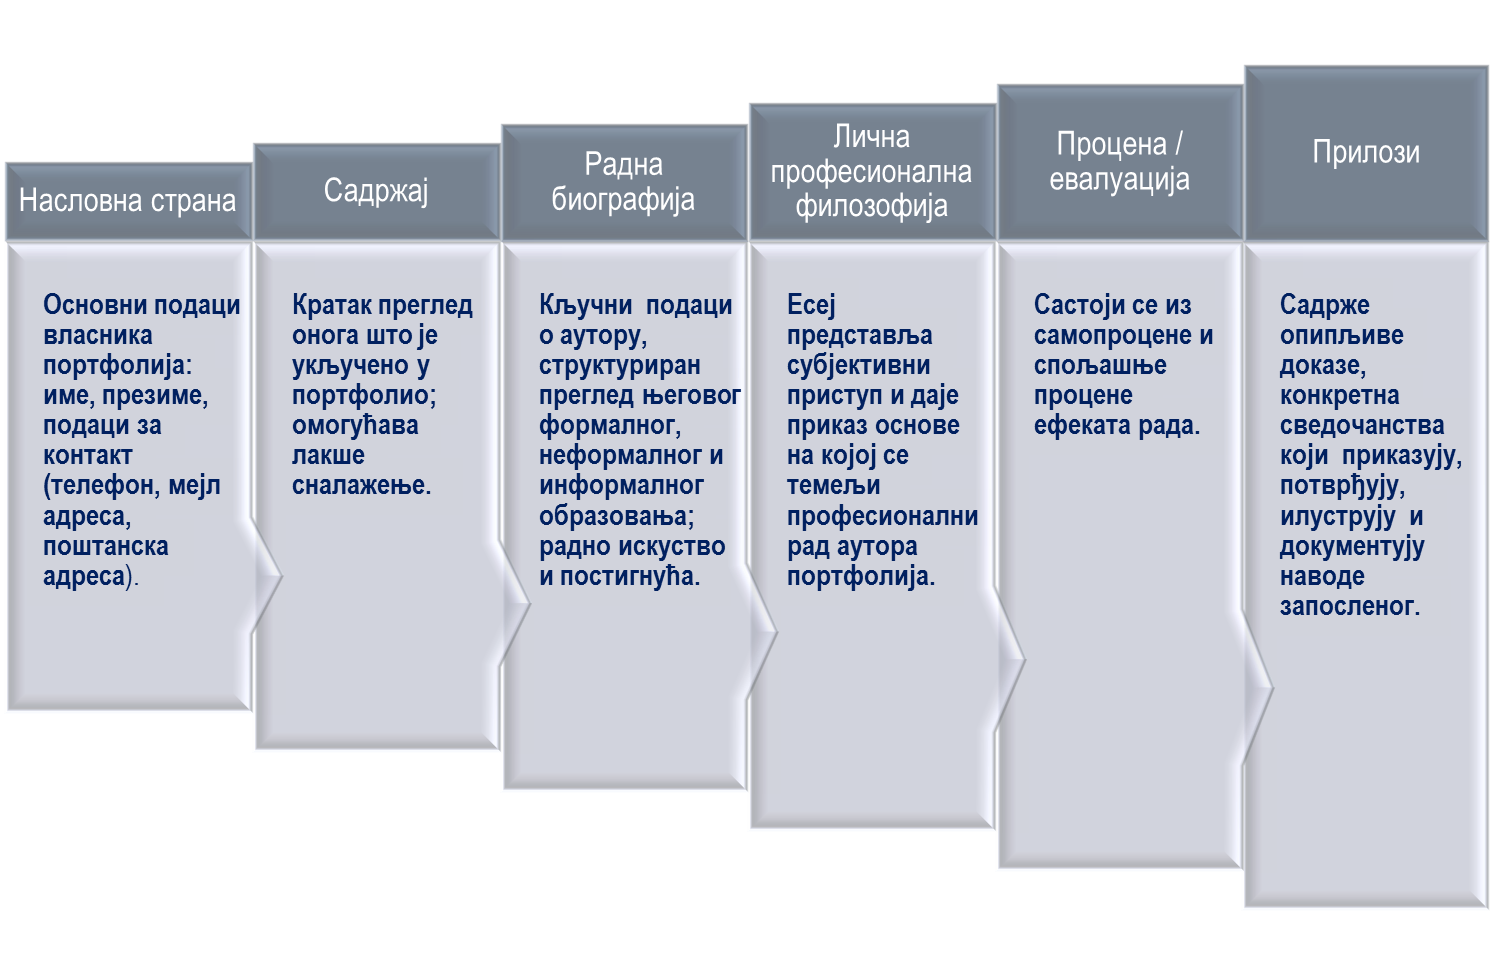 Насловна страна
Основни подаци
власника
портфолија:
име, презиме,
подаци за
контакт
(телефон, мејл
адреса,
поштанска
адреса).
Садржај
Кратак преглед
онога што је
укључено у
портфолио;
омогућава
лакше
сналажење.
Радна
биографија
Кључни  подаци
о аутору,
структуриран
преглед његовог
формалног,
неформалног и
информалног
образовања;
радно искуство
и постигнућа.
Лична
професионална
филозофија
Есеј
представља
субјективни
приступ и даје
приказ основе
на којој се
темељи
професионални
рад аутора
портфолија.
Процена /
евалуација
Састоји се из
самопроцене и
спољашње
процене
ефеката рада.
Прилози
Садрже
опипљиве
доказе,
конкретна
сведочанства
који  приказују,
потврђују,
илуструју  и
документују
наводе
запосленог.